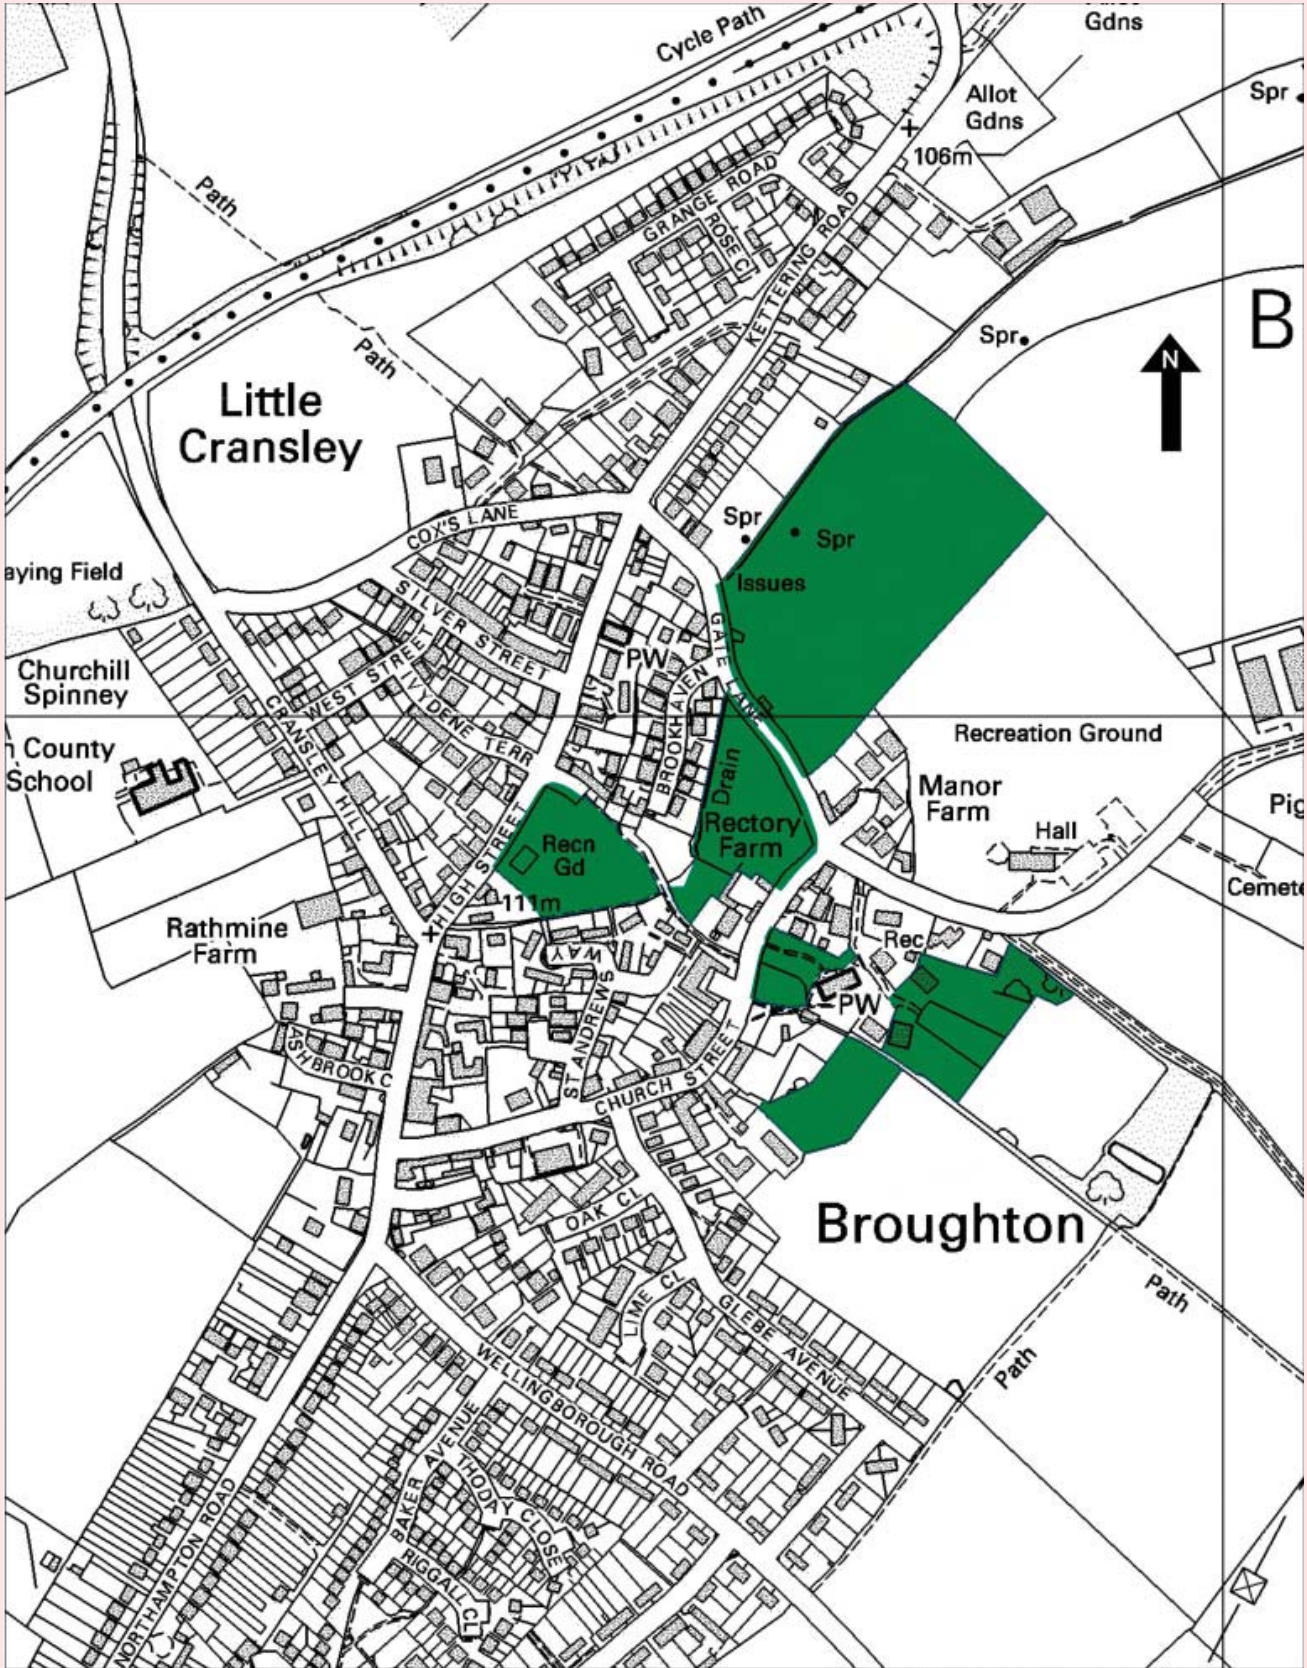 Cycle Path
Gdns
Allot
Gdns
Spr
106m
Path
GRANGE ROAD
ROSE CL
KETTERING ROAD
Spr
B
N
Path
Little
Cransley
COX'S LANE
Spr
Spr
Issues
aying Field
SILVER STREET
GATE LANE
PW
Churchill
Spinney
WEST STREET
IVYDENE TERR
BROOKHAVEN
CRANSLEY HILL
Recreation Ground
County
School
Drain
Manor
Farm
HIGH STREET
Recn
Gd
Rectory
Farm
Hall
Pig
Cemete
111m
Rathmine
Farm
WAY
Rec
PW
ST ANDREWS
ASHBROOK C
CHURCH STREET
Broughton
OAK CL
Path
LIME CL
GLEBE AVENUE
Path
WELLINGBOROUGH ROAD
BAKER AVENUE
THODAY CLOSE
RIGGALL CL
NORTHAMPTON ROAD